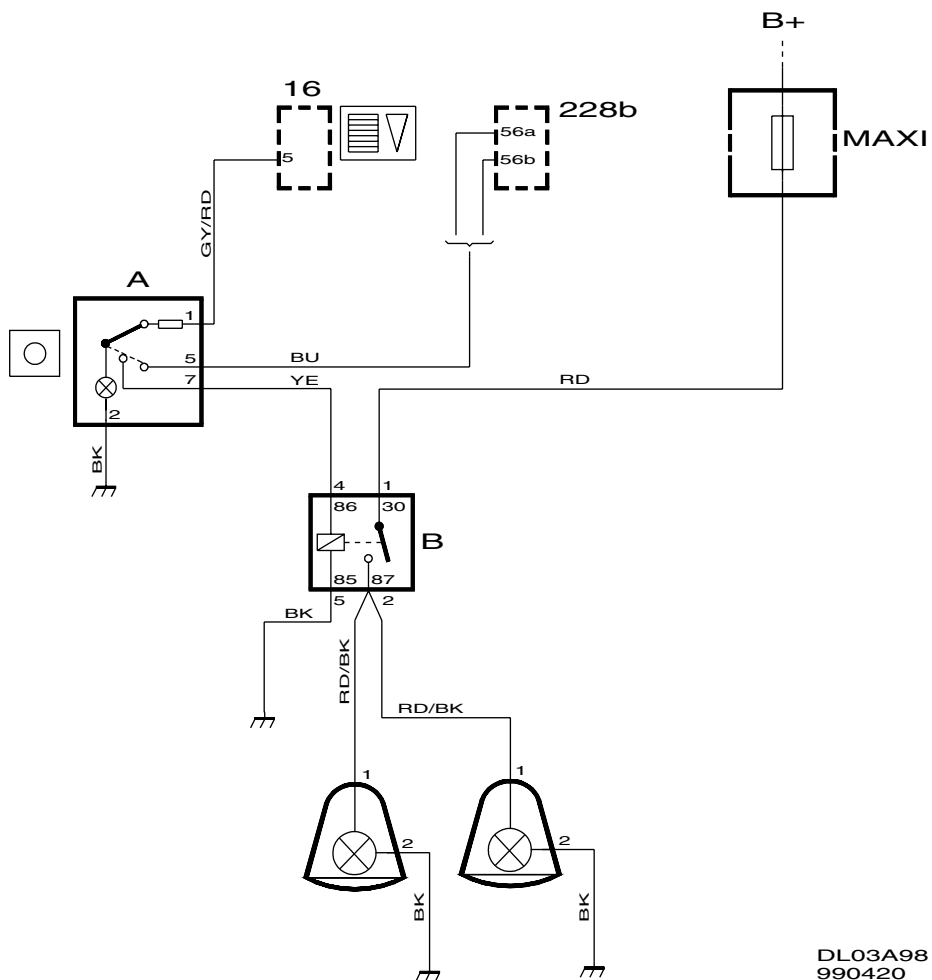 B+
16
228b
56a
MAXI
5
56b
GY/RD
A
1
5
BU
7
YE
RD
2
BK
4
1
86
30
B
85
87
5
2
BK
RD/BK
RD/BK
1
1
2
2
BK
BK
DL03A98
990420